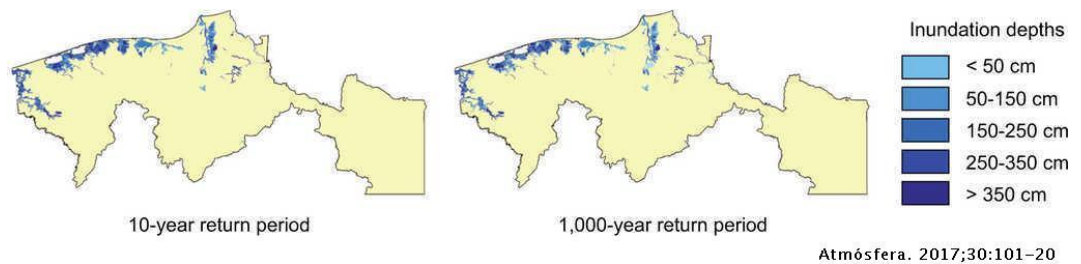 Inundation depths
< 50 cm
50-150 cm
150-250 cm
250-350 cm
> 350 cm
10-year return period
1,000-year return period
Atmósfera. 2017;30:101–20